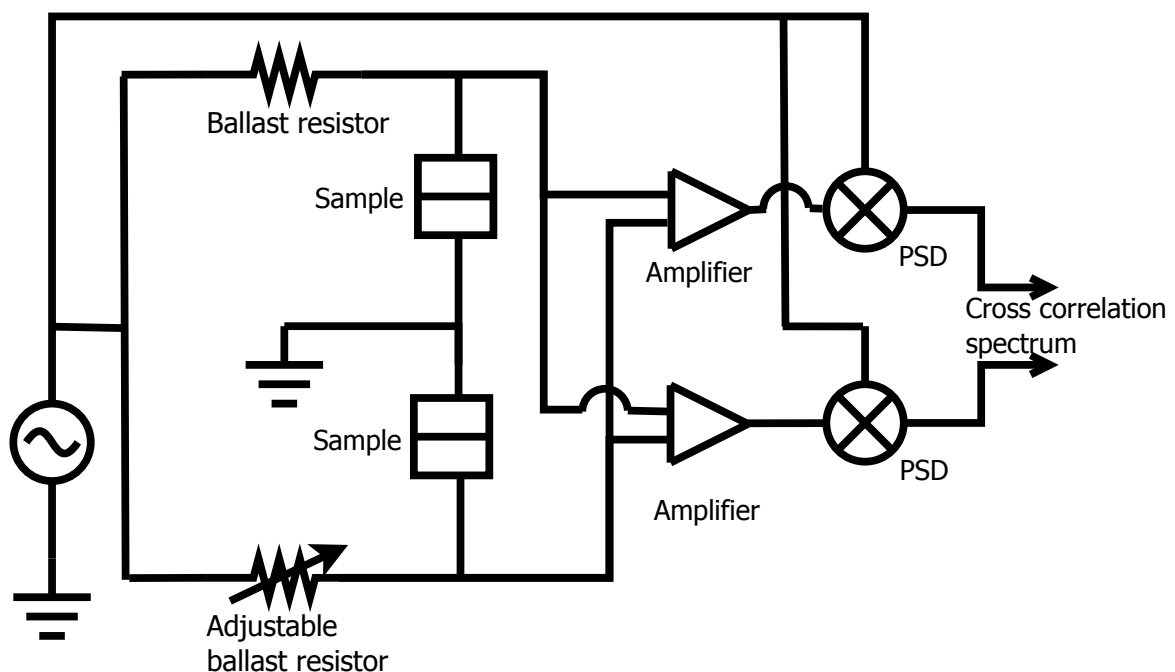 Ballast resistor
Sample
Amplifier
PSD
Cross correlation
spectrum
Sample
PSD
Amplifier
Adjustable
ballast resistor